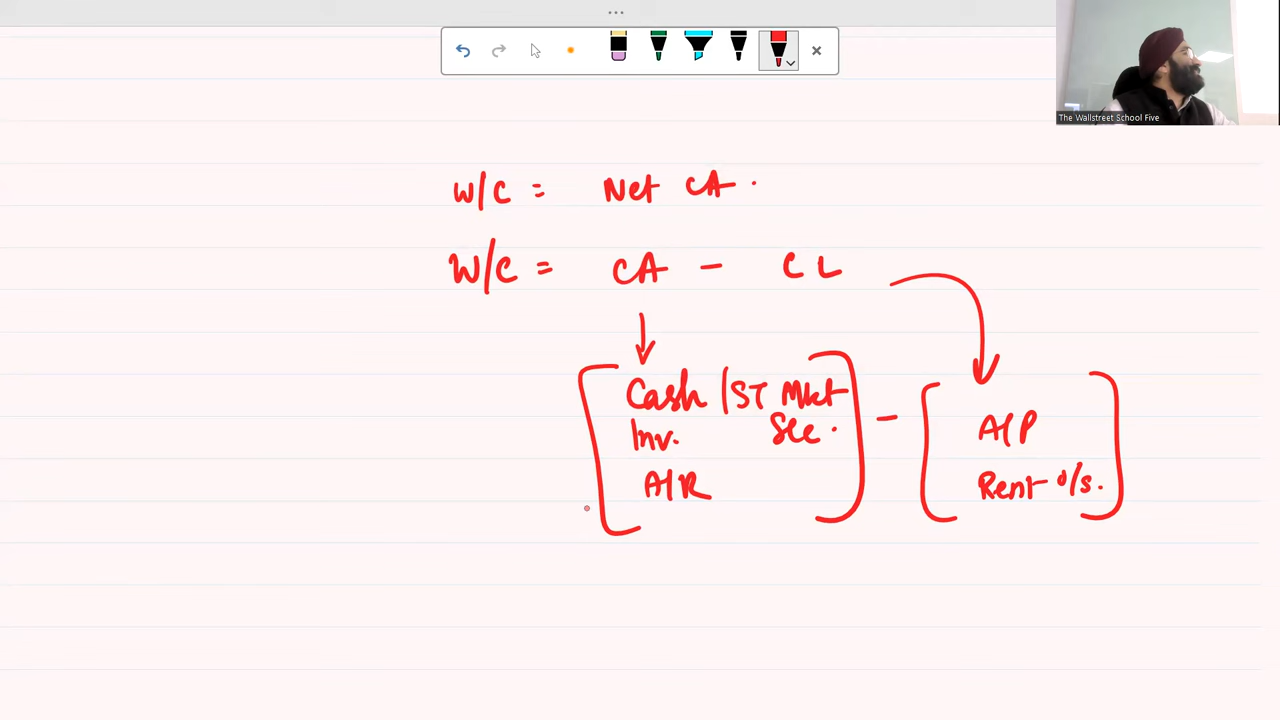 The Wallstreet School Five
W/C = Net CA.
W/C = CA - CL
Cash/ST Mkt
Sec.
Inv.
A/R
-
A/P
Rent o/s.